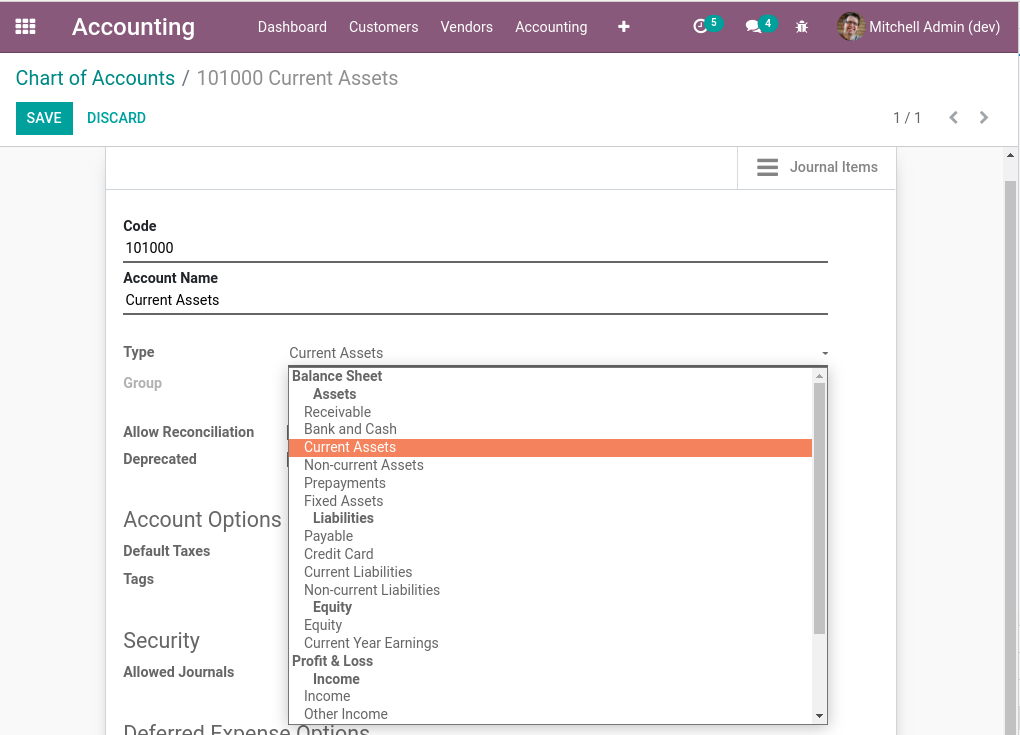 Accounting Dashboard Customers Vendors Accounting + 5 4 Mitchell Admin (dev)
Chart of Accounts / 101000 Current Assets
SAVE DISCARD 1 / 1
Journal Items
Code
101000
Account Name
Current Assets
Type Current Assets
Group
Allow Reconciliation
Deprecated
Account Options
Default Taxes
Tags
Security
Allowed Journals
Deferred Expense Options
Balance Sheet
Assets
Receivable
Bank and Cash
Current Assets
Non-current Assets
Prepayments
Fixed Assets
Liabilities
Payable
Credit Card
Current Liabilities
Non-current Liabilities
Equity
Equity
Current Year Earnings
Profit & Loss
Income
Income
Other Income